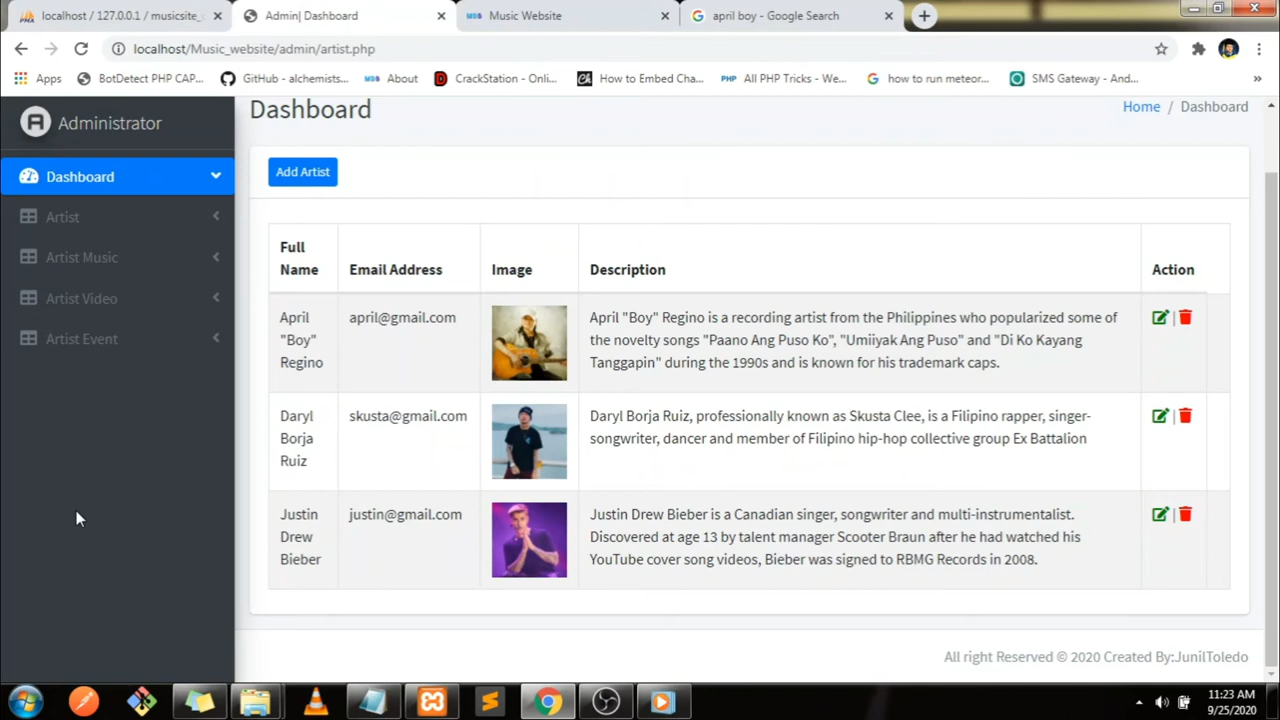 localhost / 127.0.0.1 / musicsite_
Admin| Dashboard
Music Website
april boy - Google Search
localhost/Music_website/admin/artist.php
Apps
BotDetect PHP CAP...
GitHub - alchemists...
About
CrackStation - Onli...
How to Embed Cha...
PHP All PHP Tricks - We...
how to run meteor...
SMS Gateway - And...
»
Administrator
Dashboard
Home / Dashboard
Dashboard
Artist
Artist Music
Artist Video
Artist Event
Add Artist
Full
Name
Email Address
Image
Description
Action
April
"Boy"
Regino
april@gmail.com
April "Boy" Regino is a recording artist from the Philippines who popularized some of
the novelty songs "Paano Ang Puso Ko", "Umiiyak Ang Puso" and "Di Ko Kayang
Tanggapin" during the 1990s and is known for his trademark caps.
|
Daryl
Borja
Ruiz
skusta@gmail.com
Daryl Borja Ruiz, professionally known as Skusta Clee, is a Filipino rapper, singer-
songwriter, dancer and member of Filipino hip-hop collective group Ex Battalion
|
Justin
Drew
Bieber
justin@gmail.com
Justin Drew Bieber is a Canadian singer, songwriter and multi-instrumentalist.
Discovered at age 13 by talent manager Scooter Braun after he had watched his
YouTube cover song videos, Bieber was signed to RBMG Records in 2008.
|
All right Reserved © 2020 Created By:JunilToledo
11:23 AM
9/25/2020